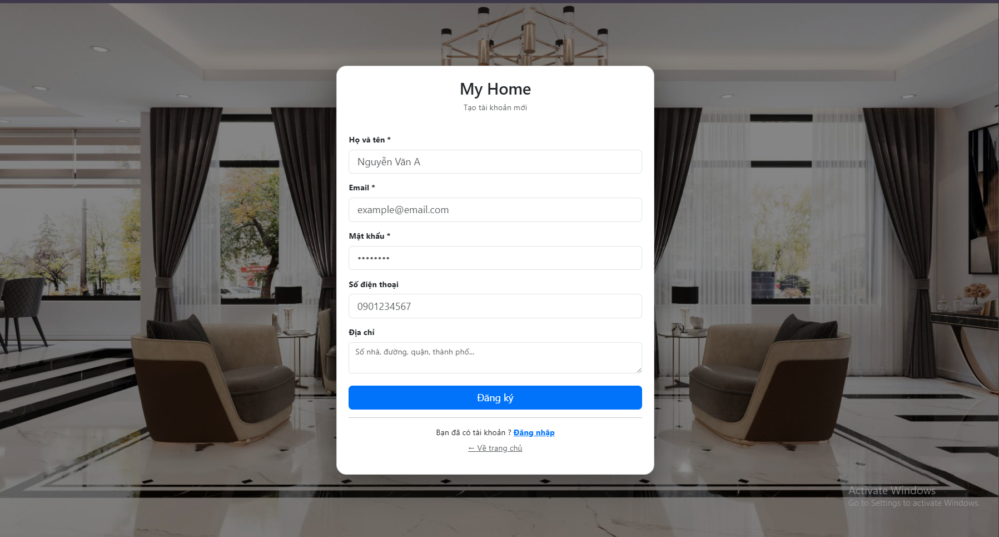 My Home
Tạo tài khoản mới
Họ và tên *
Nguyễn Văn A
Email *
example@email.com
Mật khẩu *
••••••••
Số điện thoại
0901234567
Địa chỉ
Số nhà, đường, quận, thành phố...
Đăng ký
Bạn đã có tài khoản ? Đăng nhập
← Về trang chủ
Activate Windows
Go to Settings to activate Windows.